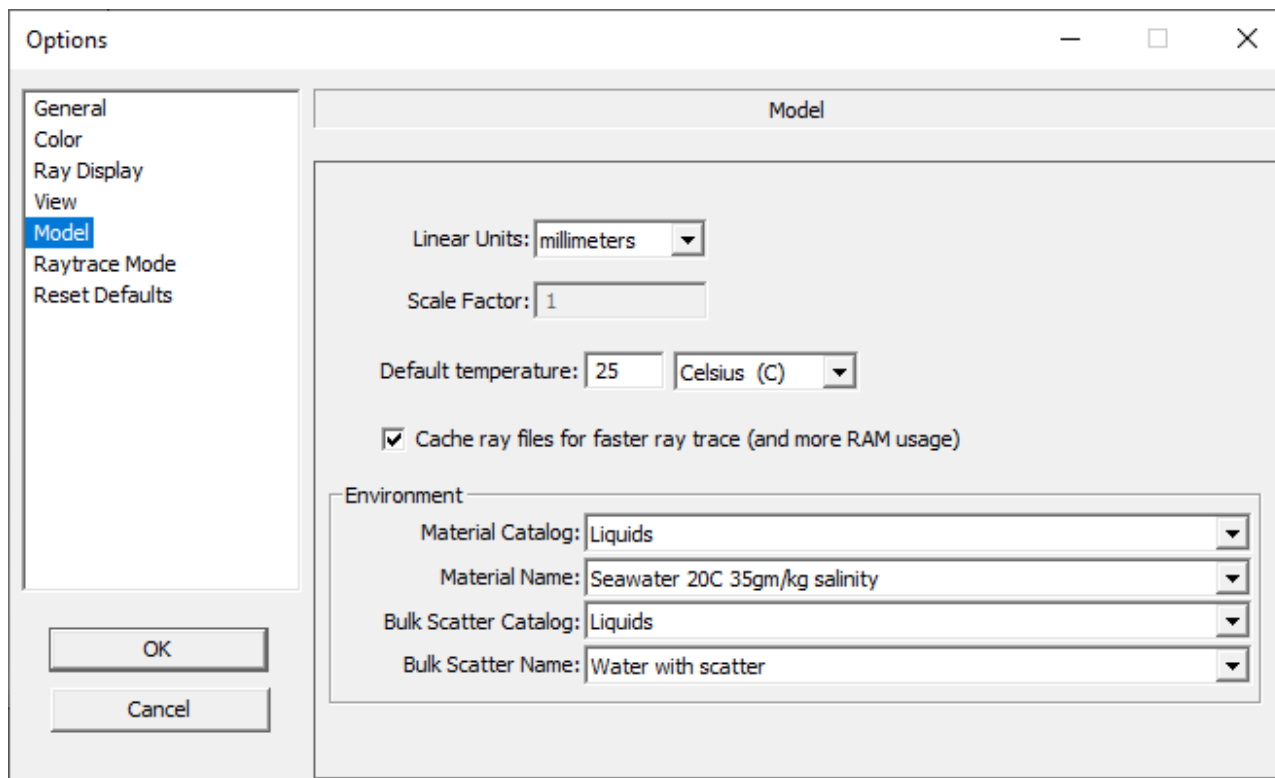 Options
General
Color
Ray Display
View
Model
Raytrace Mode
Reset Defaults
OK
Cancel
Model
Linear Units: millimeters
Scale Factor: 1
Default temperature: 25 Celsius (C)
Cache ray files for faster ray trace (and more RAM usage)
Environment
Material Catalog: Liquids
Material Name: Seawater 20C 35gm/kg salinity
Bulk Scatter Catalog: Liquids
Bulk Scatter Name: Water with scatter